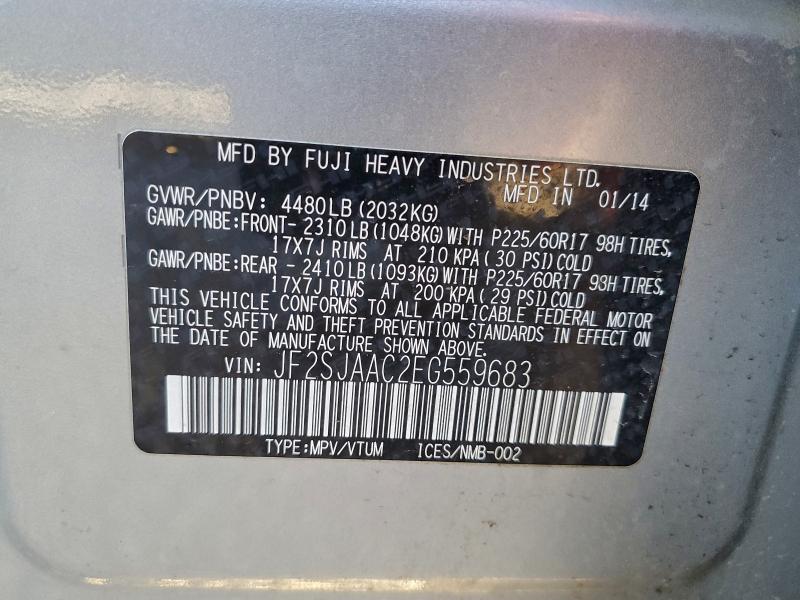 MFD BY FUJI HEAVY INDUSTRIES LTD.
MFD IN 01/14
GVWR/PNBV: 4480LB(2032KG)
GAWR/PNBE:FRONT- 2310LB(1048KG)WITH P225/60R17 98H TIRES,
17X7J RIMS AT 210 KPA( 30 PSI)COLD
GAWR/PNBE:REAR - 2410LB(1093KG)WITH P225/60R17 98H TIRES,
17X7J RIMS AT 200 KPA( 29 PSI)COLD
THIS VEHICLE CONFORMS TO ALL APPLICABLE FEDERAL MOTOR
VEHICLE SAFETY AND THEFT PREVENTION STANDARDS IN EFFECT ON
THE DATE OF MANUFACTURE SHOWN ABOVE.
VIN: JF2SJAAC2EG559683
TYPE:MPV/VTUM ICES/NMB-002